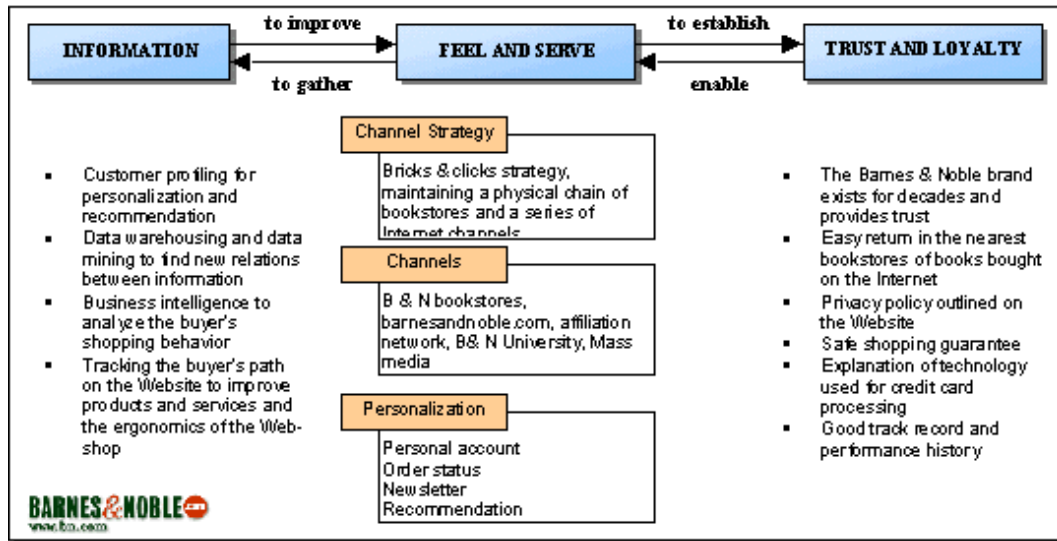 to improve
to establish
INFORMATION
FEEL AND SERVE
TRUST AND LOYALTY
to gather
enable
▪ Customer profiling for
personalization and
recommendation
▪ Data warehousing and data
mining to find new relations
between information
▪ Business intelligence to
analyze the buyer's
shopping behavior
▪ Tracking the buyer's path
on the Website to improve
products and services and
the ergonomics of the Web-
shop
BARNES&NOBLE.com
www.bn.com
Channel Strategy
Bricks & clicks strategy,
maintaining a physical chain of
bookstores and a series of
Internet channels
Channels
B & N bookstores,
barnesandnoble.com, affiliation
network, B& N University, Mass
media
Personalization
Personal account
Order status
Newsletter
Recommendation
▪ The Barnes & Noble brand
exists for decades and
provides trust
▪ Easy return in the nearest
bookstores of books bought
on the Internet
▪ Privacy policy outlined on
the Website
▪ Safe shopping guarantee
▪ Explanation of technology
used for credit card
processing
▪ Good track record and
performance history